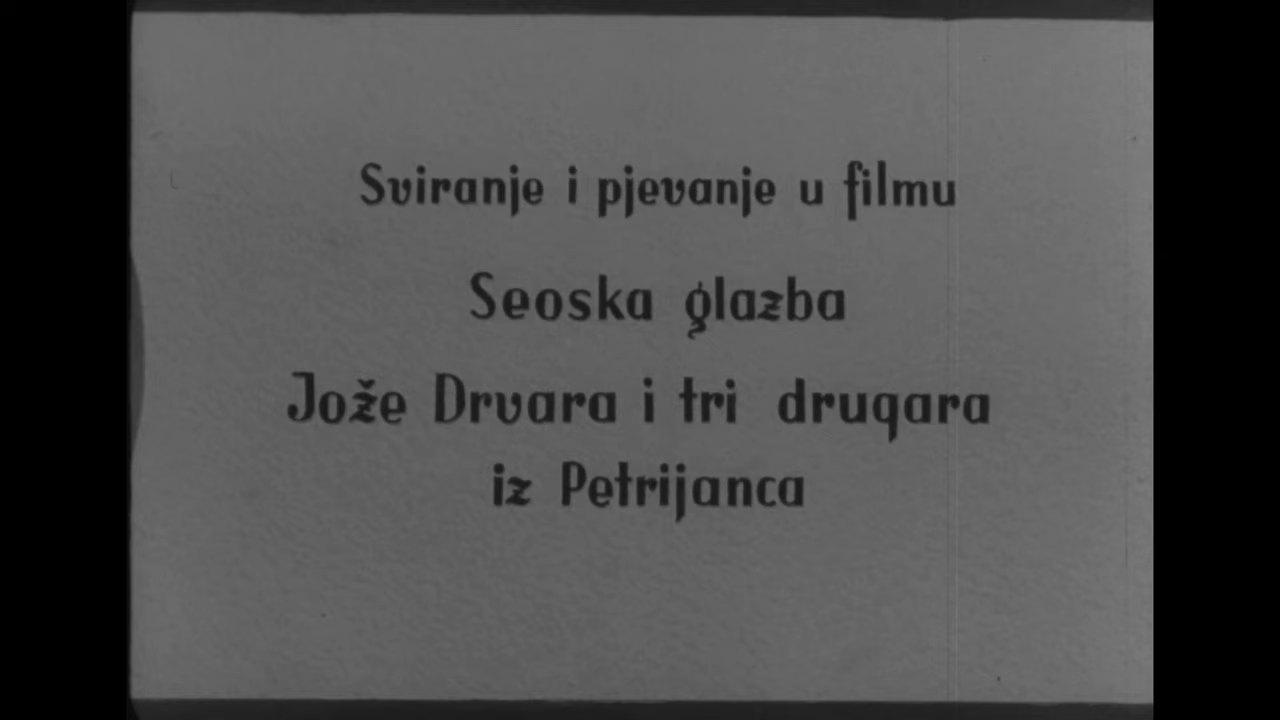 Sviranje i pjevanje u filmu
Seoska glazba
Jože Drvara i tri drugara
iz Petrijanca